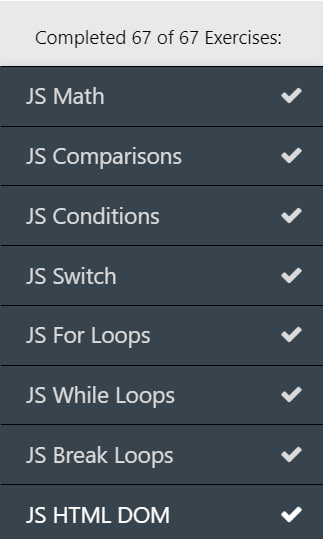 Completed 67 of 67 Exercises:
JS Math
JS Comparisons
JS Conditions
JS Switch
JS For Loops
JS While Loops
JS Break Loops
JS HTML DOM